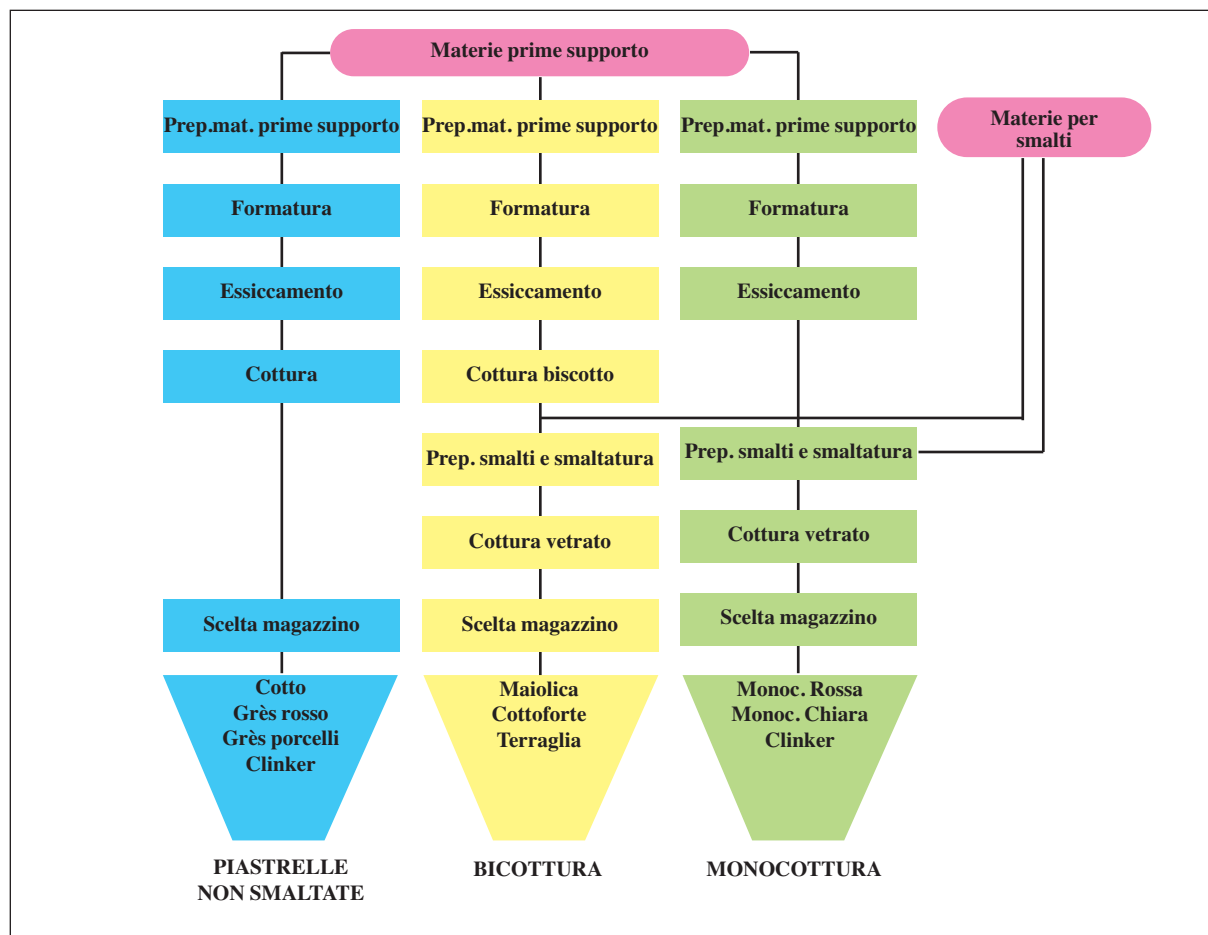 Materie prime supporto
Prep.mat. prime supporto
Prep.mat. prime supporto
Prep.mat. prime supporto
Materie per
smalti
Formatura
Formatura
Formatura
Essiccamento
Essiccamento
Essiccamento
Cottura
Cottura biscotto
Prep. smalti e smaltatura
Prep. smalti e smaltatura
Cottura vetrato
Cottura vetrato
Scelta magazzino
Scelta magazzino
Scelta magazzino
Cotto
Grès rosso
Grès porcelli
Clinker
Maiolica
Cottoforte
Terraglia
Monoc. Rossa
Monoc. Chiara
Clinker
PIASTRELLE
NON SMALTATE
BICOTTURA
MONOCOTTURA